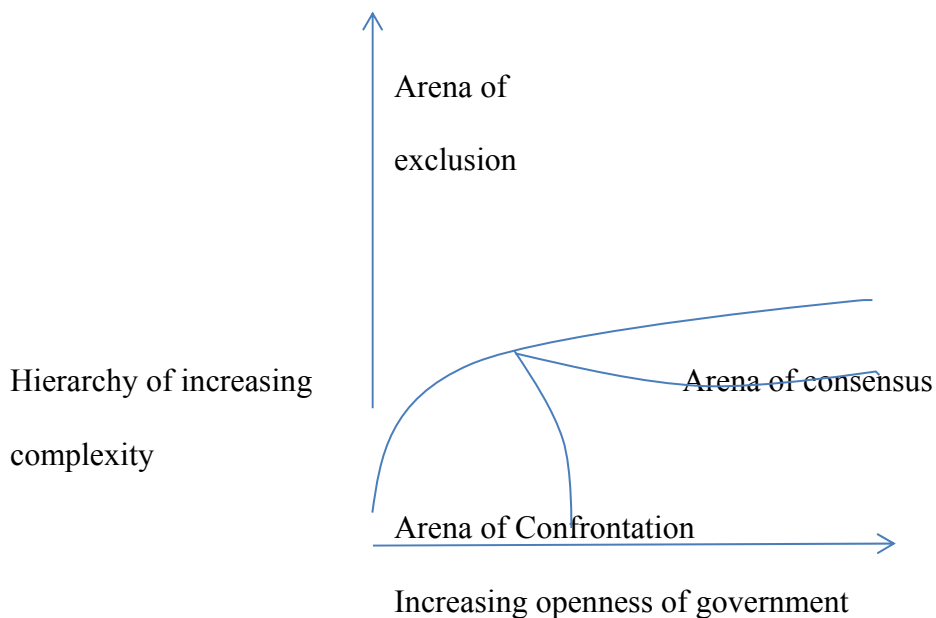 Arena of
exclusion
Hierarchy of increasing
complexity
Arena of consensus
Arena of Confrontation
Increasing openness of government